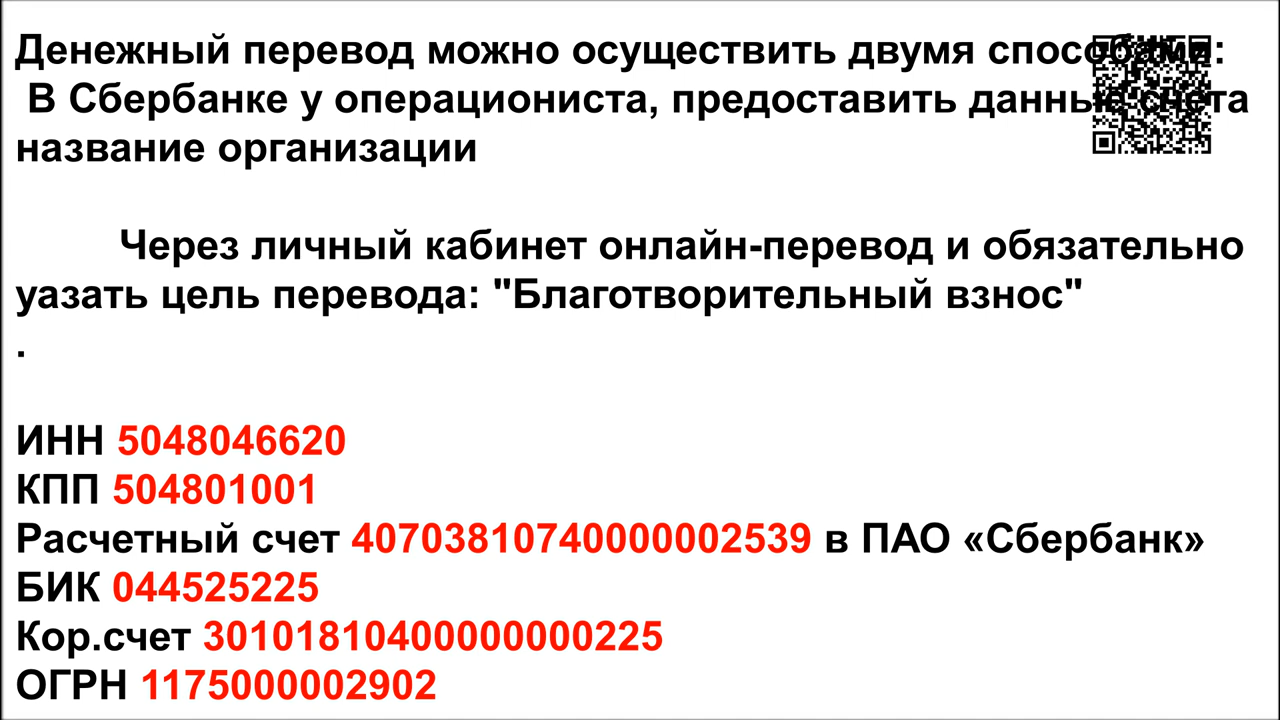 Денежный перевод можно осуществить двумя способами:
В Сбербанке у операциониста, предоставить данные счета
название организации
Через личный кабинет онлайн-перевод и обязательно
уазать цель перевода: "Благотворительный взнос"
.
ИНН 5048046620
КПП 504801001
Расчетный счет 40703810740000002539 в ПАО «Сбербанк»
БИК 044525225
Кор.счет 30101810400000000225
ОГРН 1175000002902